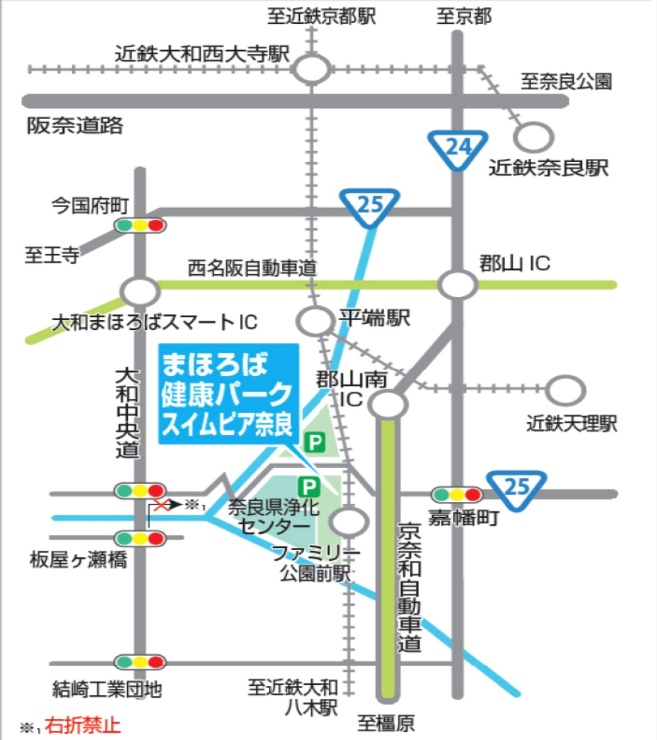 至近鉄京都駅
至京都
近鉄大和西大寺駅
至奈良公園
阪奈道路
24
近鉄奈良駅
今国府町
25
至王寺
西名阪自動車道
郡山 IC
大和まほろばスマート IC
平端駅
まほろば
健康パーク
スイムピア奈良
郡山南
IC
大和中央道
近鉄天理駅
P
P
25
※1
奈良県浄化
センター
嘉幡町
板屋ヶ瀬橋
ファミリー
公園前駅
京奈和自動車道
結崎工業団地
至近鉄大和
八木駅
至橿原
※1 右折禁止